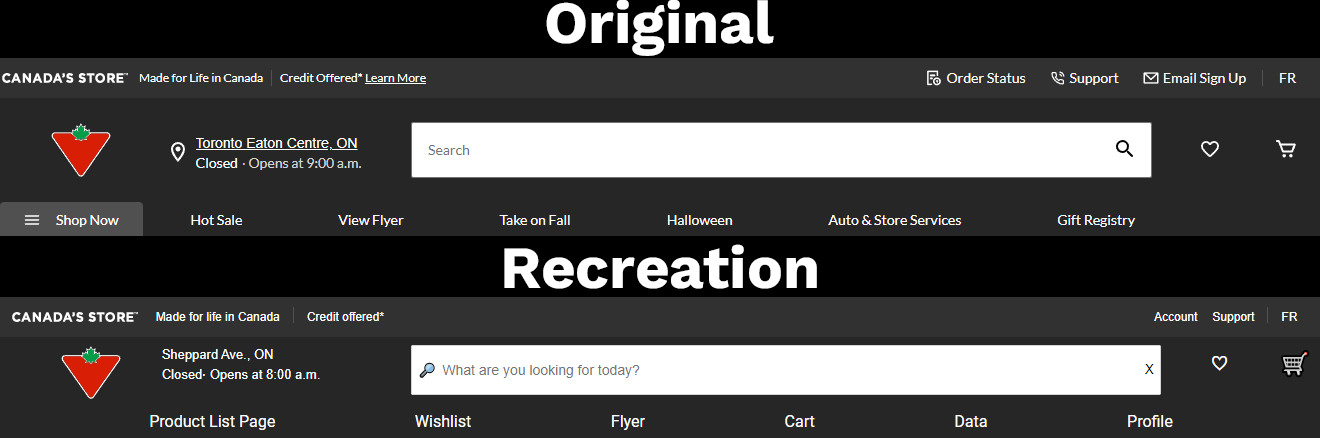 Original
CANADA'S STORE™ Made for Life in Canada Credit Offered* Learn More Order Status Support Email Sign Up FR
Toronto Eaton Centre, ON
Closed · Opens at 9:00 a.m.
Search
Shop Now Hot Sale View Flyer Take on Fall Halloween Auto & Store Services Gift Registry
Recreation
CANADA'S STORE™ Made for life in Canada Credit offered* Account Support FR
Sheppard Ave., ON
Closed· Opens at 8:00 a.m.
What are you looking for today? X
Product List Page Wishlist Flyer Cart Data Profile